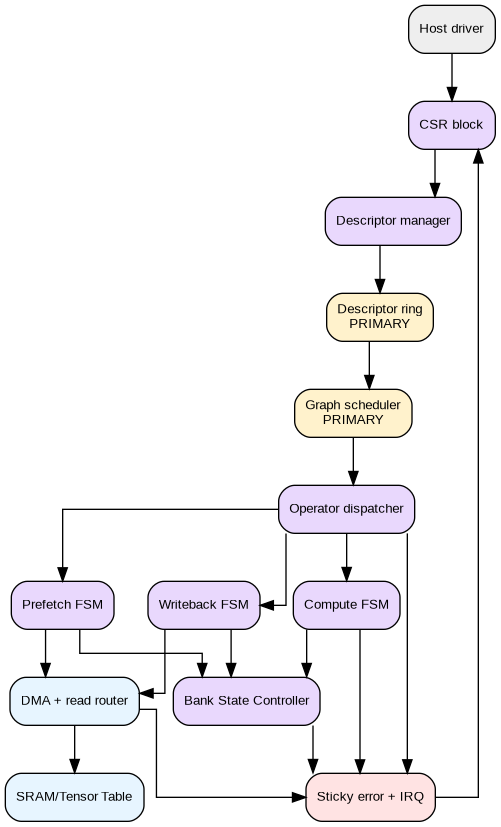 Host driver
CSR block
Descriptor manager
Descriptor ring
PRIMARY
Graph scheduler
PRIMARY
Operator dispatcher
Prefetch FSM
Writeback FSM
Compute FSM
DMA + read router
Bank State Controller
SRAM/Tensor Table
Sticky error + IRQ